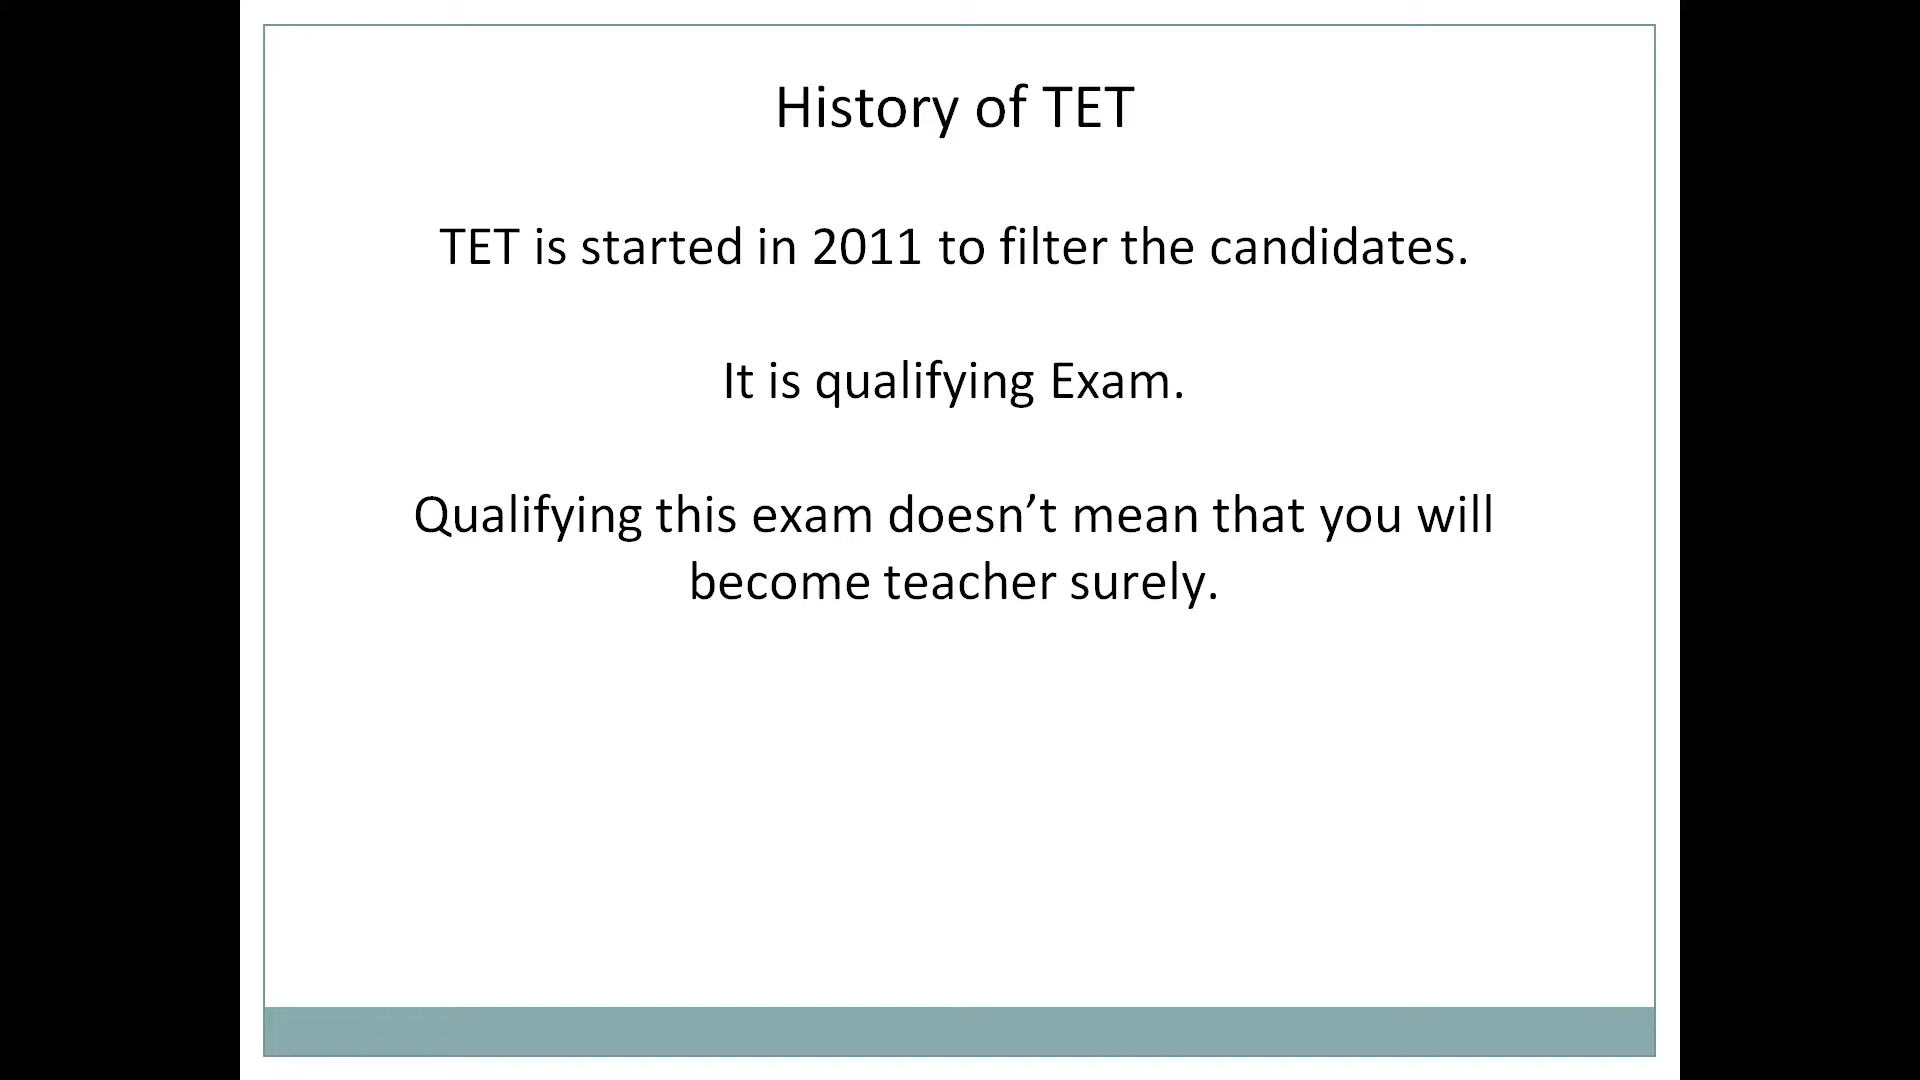 History of TET
TET is started in 2011 to filter the candidates.
It is qualifying Exam.
Qualifying this exam doesn’t mean that you will
become teacher surely.